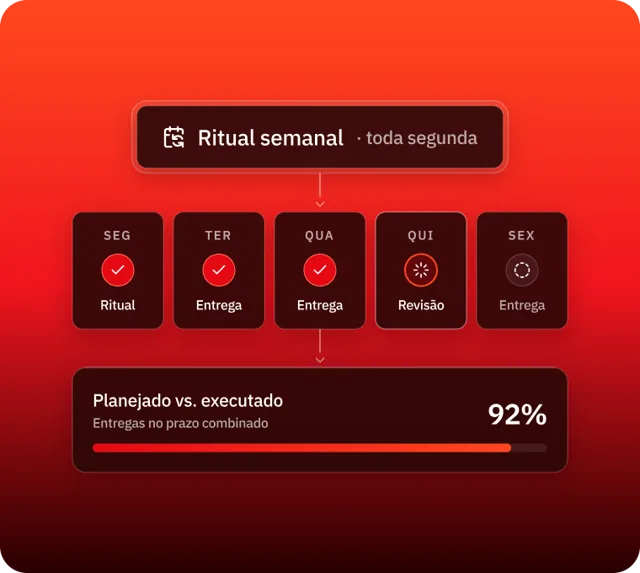 Ritual semanal · toda segunda
SEG TER QUA QUI SEX
Ritual Entrega Entrega Revisão Entrega
Planejado vs. executado
Entregas no prazo combinado
92%